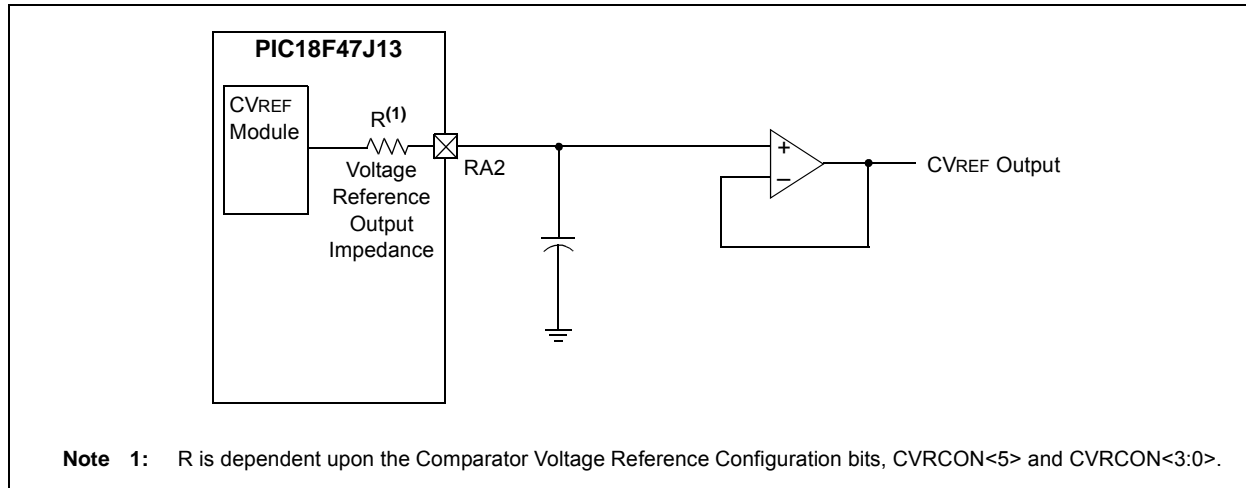 PIC18F47J13
CVREF
Module
R(1)
Voltage
Reference
Output
Impedance
RA2
+
–
CVREF Output
Note 1: R is dependent upon the Comparator Voltage Reference Configuration bits, CVRCON<5> and CVRCON<3:0>.